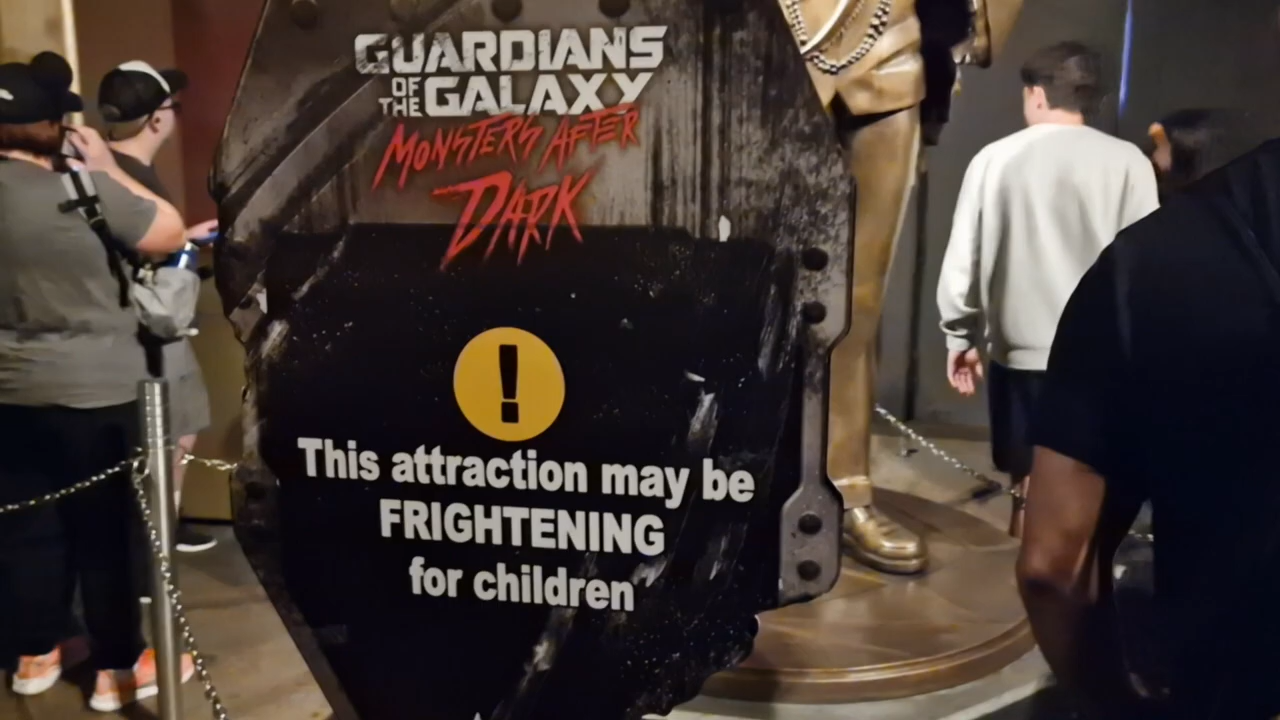 GUARDIANS
OF THE GALAXY
MONSTERS AFTER
DARK
!
This attraction may be
FRIGHTENING
for children